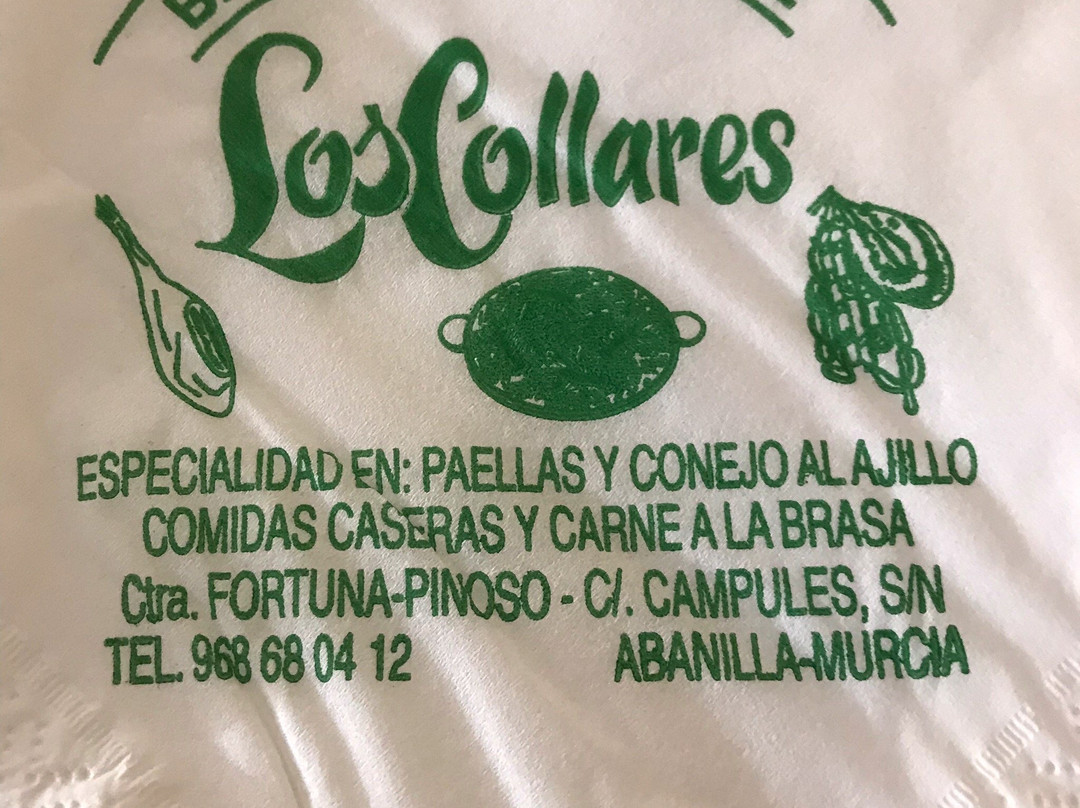 Los Collares
ESPECIALIDAD EN: PAELLAS Y CONEJO AL AJILLO
COMIDAS CASERAS Y CARNE A LA BRASA
Ctra. FORTUNA-PINOSO - C/. CAMPULES, S/N
TEL. 968 68 04 12 ABANILLA-MURCIA